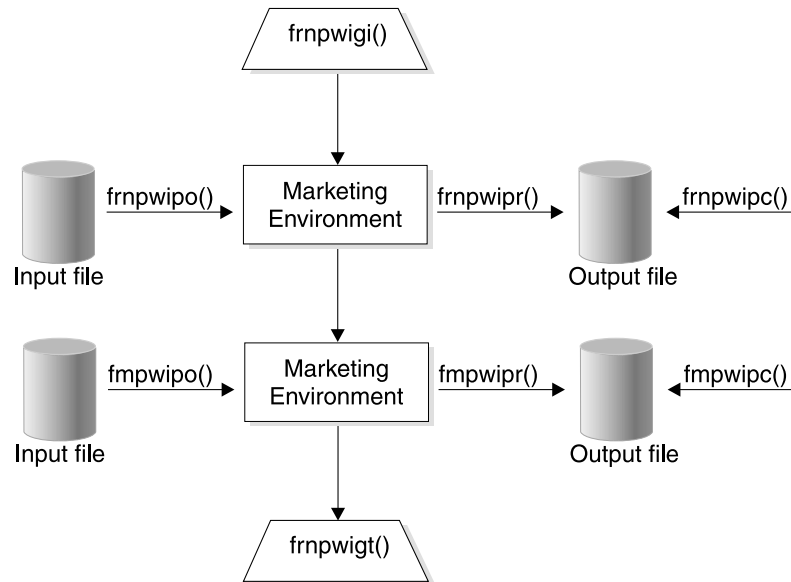 frnpwigi()
frnpwipo()
Marketing
Environment
frnpwipr()
frnpwipc()
Input file
Output file
fmpwipo()
Marketing
Environment
fmpwipr()
fmpwipc()
Input file
Output file
frnpwigt()